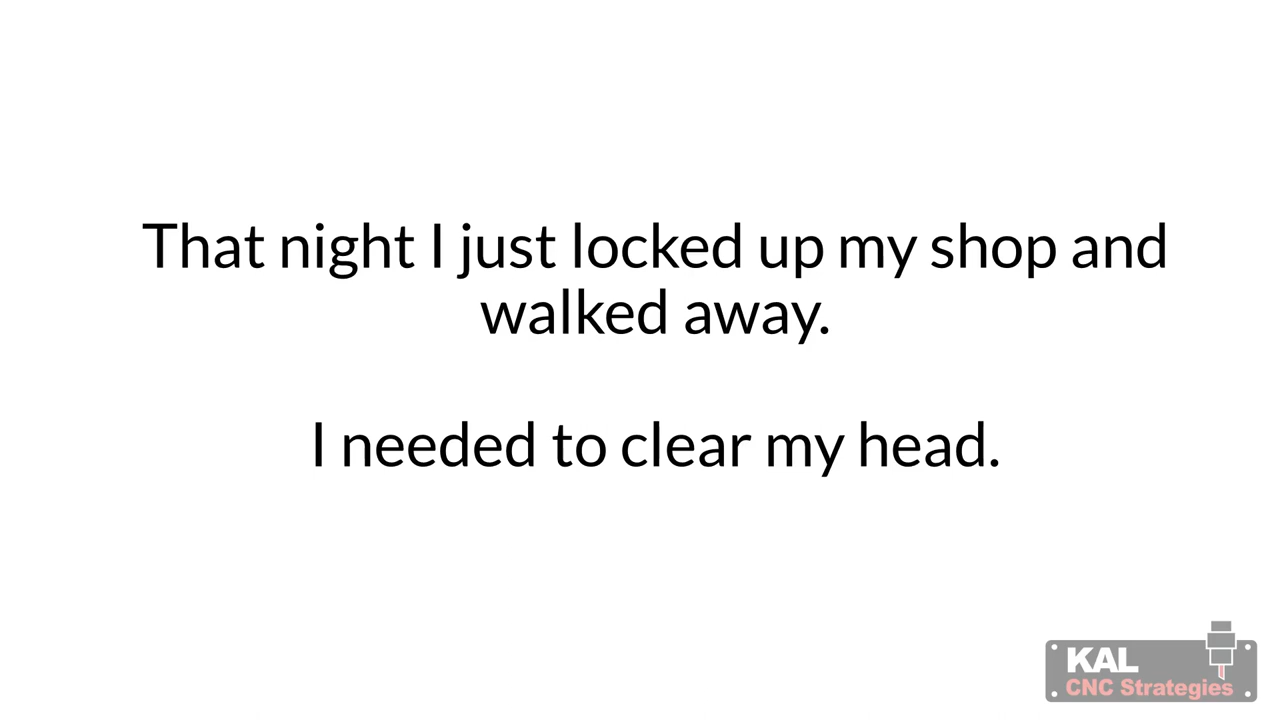 That night I just locked up my shop and
walked away.
I needed to clear my head.
KAL
CNC Strategies